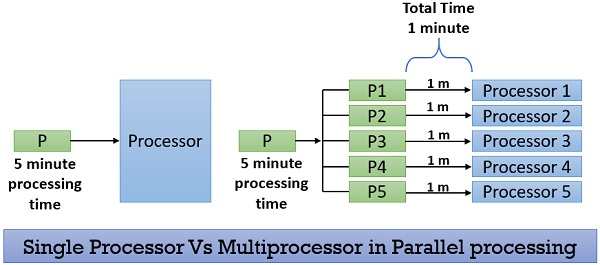 Total Time
1 minute
P
Processor
5 minute
processing
time
P
5 minute
processing
time
P1
1 m
Processor 1
P2
1 m
Processor 2
P3
1 m
Processor 3
P4
1 m
Processor 4
P5
1 m
Processor 5
Single Processor Vs Multiprocessor in Parallel processing